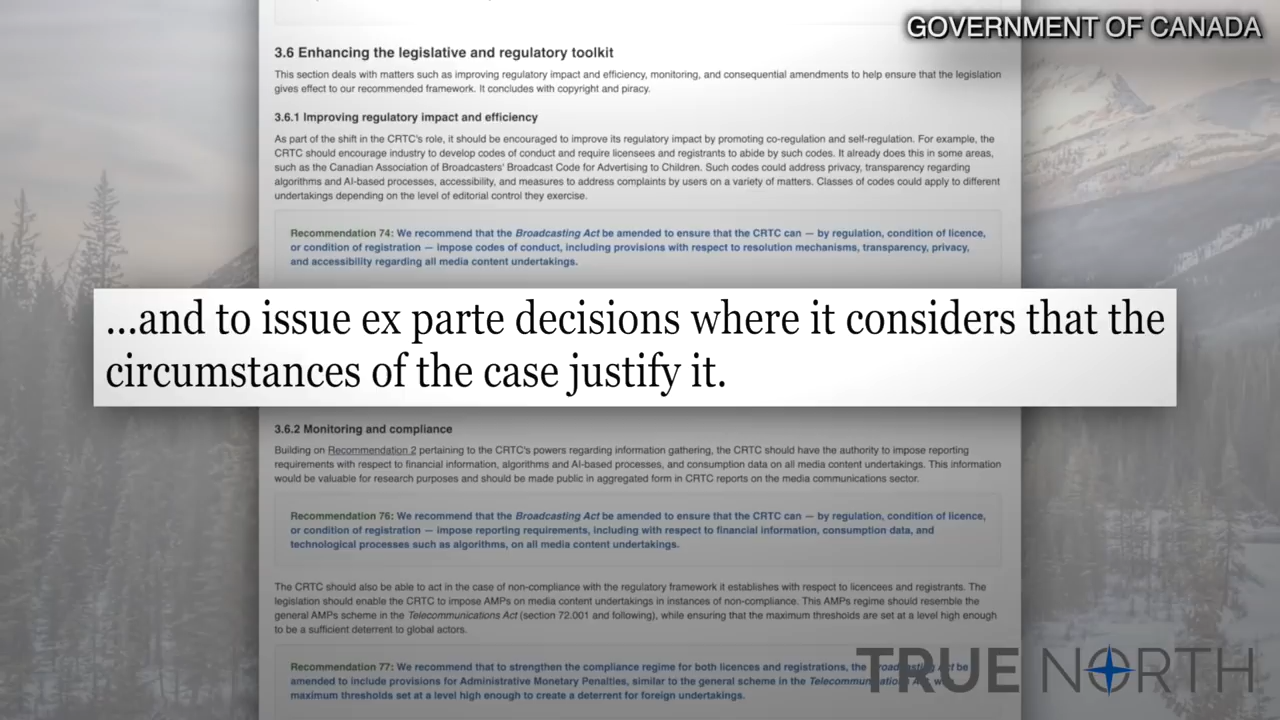 GOVERNMENT OF CANADA
3.6 Enhancing the legislative and regulatory toolkit
This section deals with matters such as improving regulatory impact and efficiency, monitoring, and consequential amendments to help ensure that the legislation
gives effect to our recommended framework. It concludes with copyright and piracy.
3.6.1 Improving regulatory impact and efficiency
As part of the shift in the CRTC's role, it should be encouraged to improve its regulatory impact by promoting co-regulation and self-regulation. For example, the
CRTC should encourage industry to develop codes of conduct and require licensees and registrants to abide by such codes. It already does this in some areas,
such as the Canadian Association of Broadcasters' Broadcast Code for Advertising to Children. Such codes could address privacy, transparency regarding
algorithms and AI-based processes, accessibility, and measures to address complaints by users on a variety of matters. Classes of codes could apply to different
undertakings depending on the level of editorial control they exercise.
Recommendation 74: We recommend that the Broadcasting Act be amended to ensure that the CRTC can — by regulation, condition of licence,
or condition of registration — impose codes of conduct, including provisions with respect to resolution mechanisms, transparency, privacy,
and accessibility regarding all media content undertakings.
...and to issue ex parte decisions where it considers that the
circumstances of the case justify it.
3.6.2 Monitoring and compliance
Building on Recommendation 2 pertaining to the CRTC's powers regarding information gathering, the CRTC should have the authority to impose reporting
requirements with respect to financial information, algorithms and AI-based processes, and consumption data on all media content undertakings. This information
would be valuable for research purposes and should be made public in aggregated form in CRTC reports on the media communications sector.
Recommendation 76: We recommend that the Broadcasting Act be amended to ensure that the CRTC can — by regulation, condition of licence,
or condition of registration — impose reporting requirements, including with respect to financial information, consumption data, and
technological processes such as algorithms, on all media content undertakings.
The CRTC should also be able to act in the case of non-compliance with the regulatory framework it establishes with respect to licencees and registrants. The
legislation should enable the CRTC to impose AMPs on media content undertakings in instances of non-compliance. This AMPs regime should resemble the
general AMPs scheme in the Telecommunications Act (section 72.001 and following), while ensuring that the maximum thresholds are set at a level high enough
to be a sufficient deterrent to global actors.
Recommendation 77: We recommend that to strengthen the compliance regime for both licences and registrations, the Broadcasting Act be
amended to include provisions for Administrative Monetary Penalties, similar to the general scheme in the Telecommunications Act, with
maximum thresholds set at a level high enough to create a deterrent for foreign undertakings.
TRUE NORTH